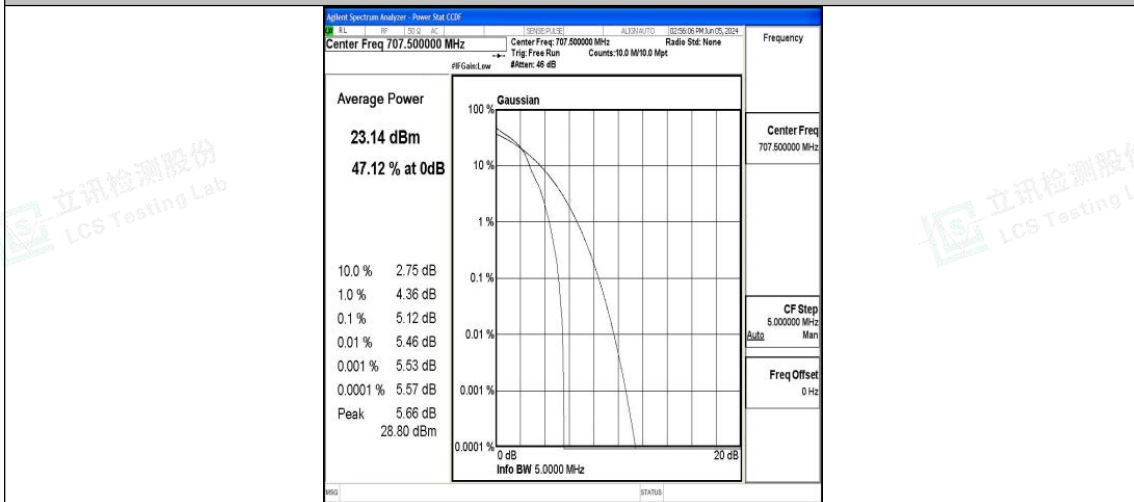 Agilent Spectrum Analyzer - Power Stat CCDF
RL RF 50 Ω AC SENSE:PULSE ALIGN AUTO 02:56:06 PM Jun 05, 2024
Center Freq 707.500000 MHz
Center Freq: 707.500000 MHz Radio Std: None
Trig: Free Run Counts:10.0 M/10.0 Mpt
#IFGain:Low #Atten: 46 dB
Frequency
Average Power
23.14 dBm
47.12 % at 0dB
10.0 % 2.75 dB
1.0 % 4.36 dB
0.1 % 5.12 dB
0.01 % 5.46 dB
0.001 % 5.53 dB
0.0001 % 5.57 dB
Peak 5.66 dB
28.80 dBm
Gaussian
100 %
10 %
1 %
0.1 %
0.01 %
0.001 %
0.0001 %
0 dB 20 dB
Info BW 5.0000 MHz
Center Freq
707.500000 MHz
CF Step
5.000000 MHz
Auto Man
Freq Offset
0 Hz
MSG STATUS
立讯检测股份
LCS Testing Lab
立讯检测股份
LCS Testing L